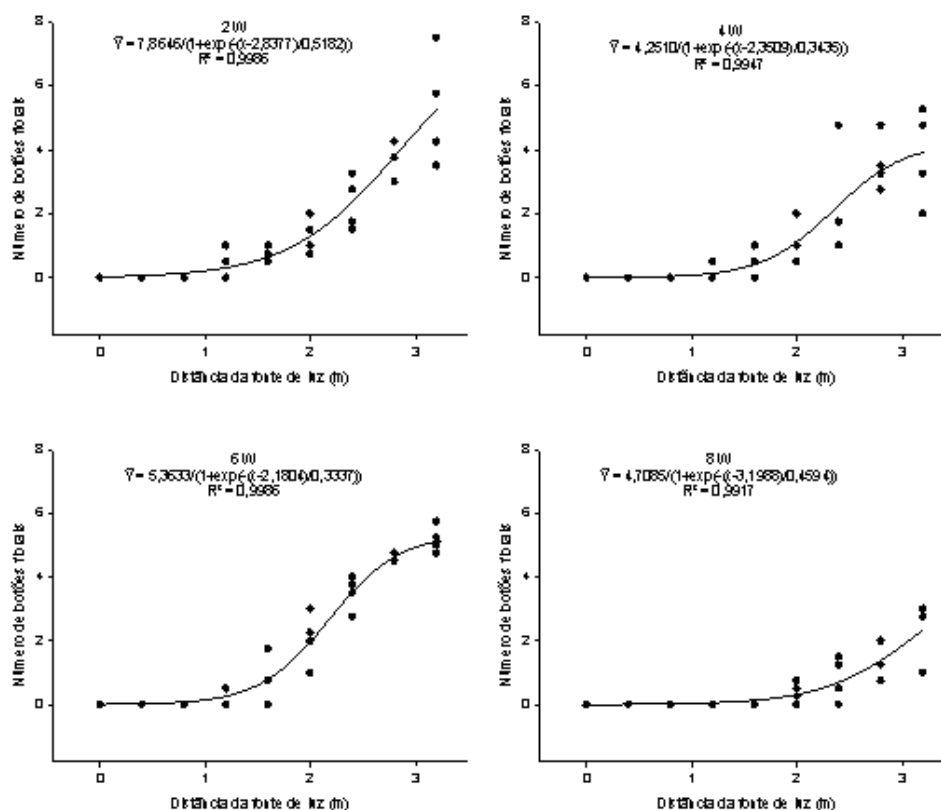 8
6
4
2
0
Número de botões florais
2W
Ŷ = 7,8646/(1+exp(-(x-2,8377)/0,5182))
R² = 0,9986
0
1
2
3
Distância da fonte de luz (m)
8
6
4
2
0
Número de botões florais
4W
Ŷ = 4,2510/(1+exp(-(x-2,3609)/0,3435))
R² = 0,9947
0
1
2
3
Distância da fonte de luz (m)
8
6
4
2
0
Número de botões florais
6W
Ŷ = 5,3633/(1+exp(-(x-2,1804)/0,3337))
R² = 0,9986
0
1
2
3
Distância da fonte de luz (m)
8
6
4
2
0
Número de botões florais
8W
Ŷ = 4,7085/(1+exp(-(x-3,1988)/0,4594))
R² = 0,9917
0
1
2
3
Distância da fonte de luz (m)